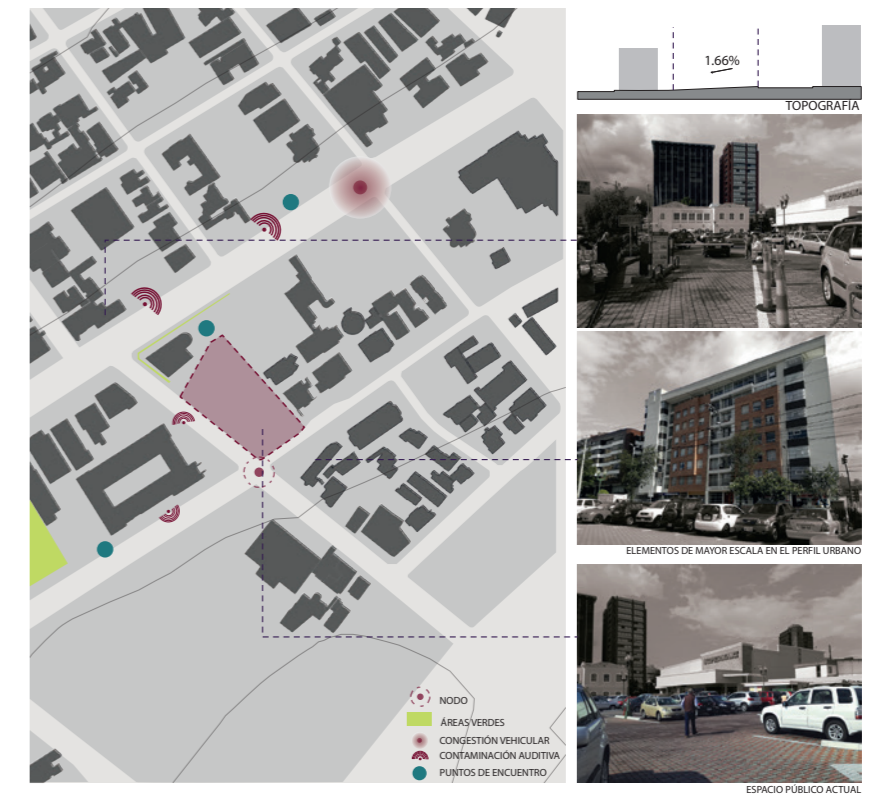 1.66%
TOPOGRAFÍA
ELEMENTOS DE MAYOR ESCALA EN EL PERFIL URBANO
NODO
ÁREAS VERDES
CONGESTIÓN VEHICULAR
CONTAMINACIÓN AUDITIVA
PUNTOS DE ENCUENTRO
ESPACIO PÚBLICO ACTUAL